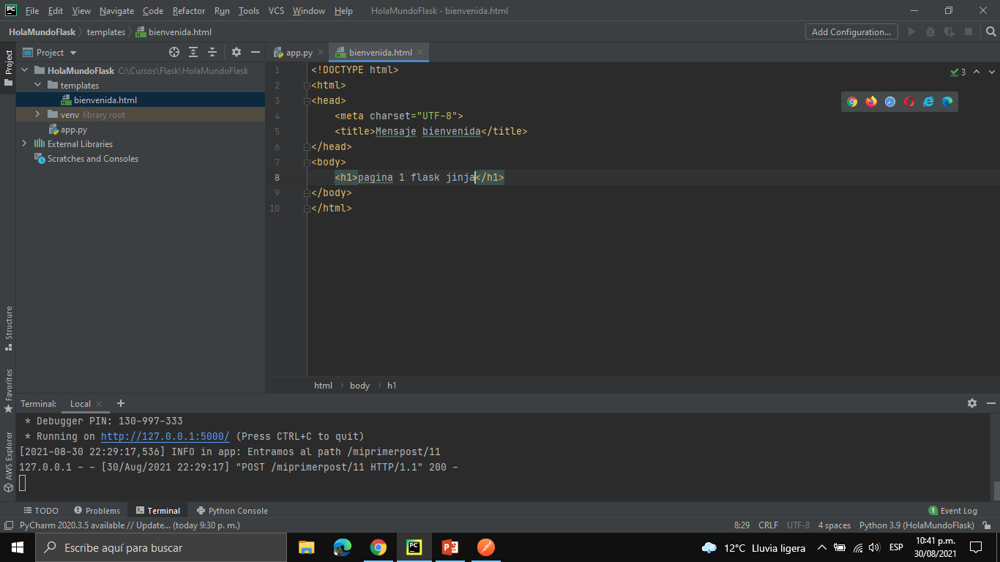 File Edit View Navigate Code Refactor Run Tools VCS Window Help HolaMundoFlask - bienvenida.html
HolaMundoFlask templates bienvenida.html Add Configuration...
Project
Project
app.py bienvenida.html
HolaMundoFlask C:\Cursos\Flask\HolaMundoFlask
templates
bienvenida.html
venv library root
app.py
External Libraries
Scratches and Consoles
1 <!DOCTYPE html>
2 <html>
3 <head>
4 <meta charset="UTF-8">
5 <title>Mensaje bienvenida</title>
6 </head>
7 <body>
8 <h1>pagina 1 flask jinja</h1>
9 </body>
10 </html>
3
html body h1
Structure
Favorites
AWS Explorer
Terminal: Local
* Debugger PIN: 130-997-333
* Running on http://127.0.0.1:5000/ (Press CTRL+C to quit)
[2021-08-30 22:29:17,536] INFO in app: Entramos al path /miprimerpost/11
127.0.0.1 - - [30/Aug/2021 22:29:17] "POST /miprimerpost/11 HTTP/1.1" 200 -
TODO Problems Terminal Python Console 1 Event Log
PyCharm 2020.3.5 available // Update... (today 9:30 p. m.) 8:29 CRLF UTF-8 4 spaces Python 3.9 (HolaMundoFlask)
Escribe aquí para buscar
12°C Lluvia ligera ESP
10:41 p.m.
30/08/2021